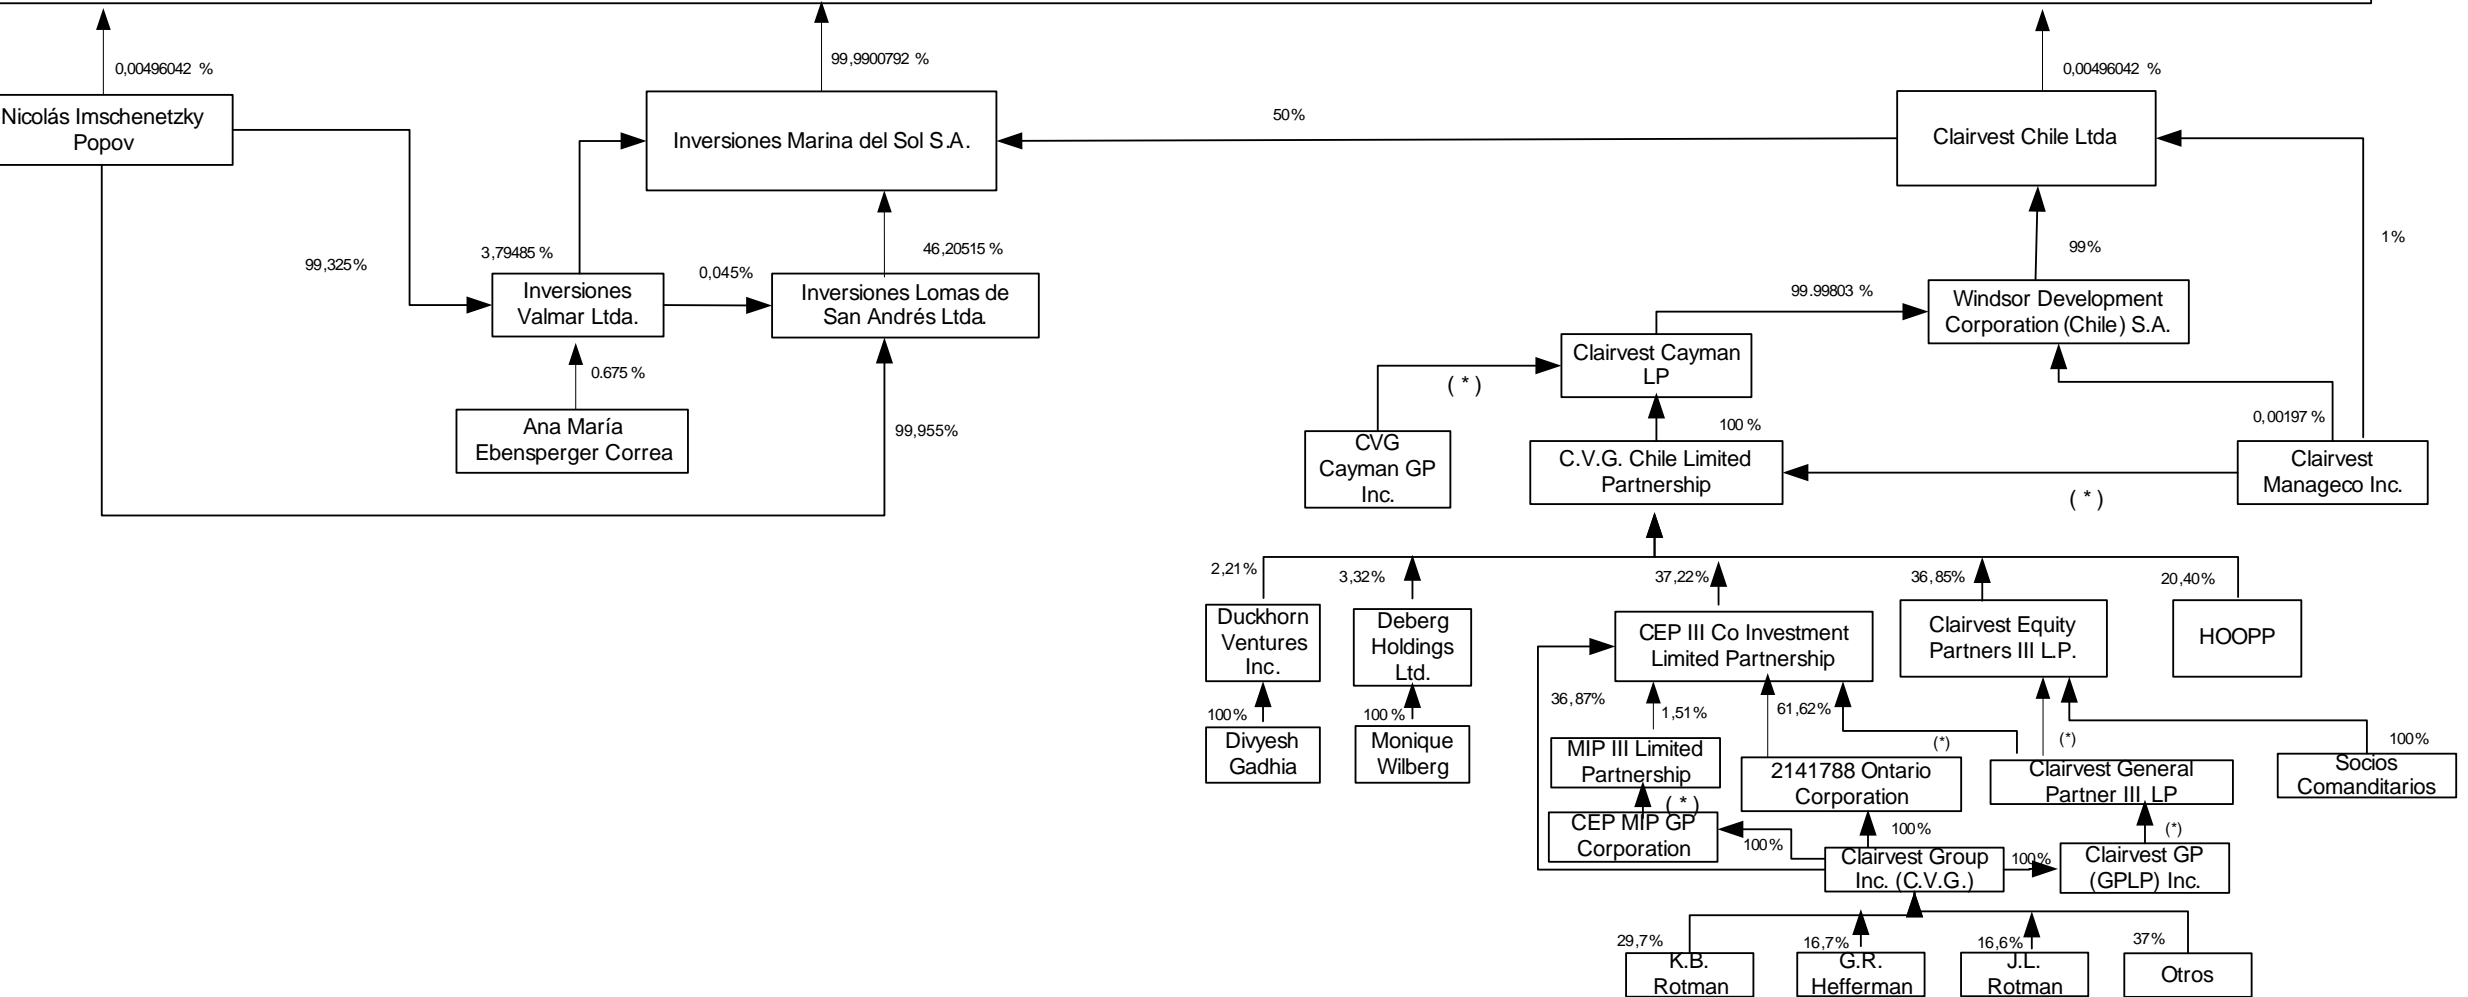 0,00496042 %
99,9900792 %
0,00496042 %
Nicolás Imschenetzky
Popov
Inversiones Marina del Sol S.A.
50%
Clairvest Chile Ltda
99,325%
3,79485 %
0,045%
46,20515 %
99%
1%
Inversiones
Valmar Ltda.
Inversiones Lomas de
San Andrés Ltda.
99.99803 %
Windsor Development
Corporation (Chile) S.A.
0.675 %
Ana María
Ebensperger Correa
99,955%
Clairvest Cayman
LP
( * )
100 %
0,00197 %
CVG
Cayman GP
Inc.
C.V.G. Chile Limited
Partnership
Clairvest
Manageco Inc.
( * )
2,21%
3,32%
37,22%
36,85%
20,40%
Duckhorn
Ventures
Inc.
Deberg
Holdings
Ltd.
CEP III Co Investment
Limited Partnership
Clairvest Equity
Partners III L.P.
HOOPP
36,87%
1,51%
61,62%
100%
100 %
(*)
(*)
100%
Divyesh
Gadhia
Monique
Wilberg
MIP III Limited
Partnership
2141788 Ontario
Corporation
Clairvest General
Partner III LP
Socios
Comanditarios
( * )
CEP MIP GP
Corporation
100%
100%
(*)
Clairvest Group
Inc. (C.V.G.)
100%
Clairvest GP
(GPLP) Inc.
29,7%
16,7%
16,6%
37%
K.B.
Rotman
G.R.
Hefferman
J.L.
Rotman
Otros